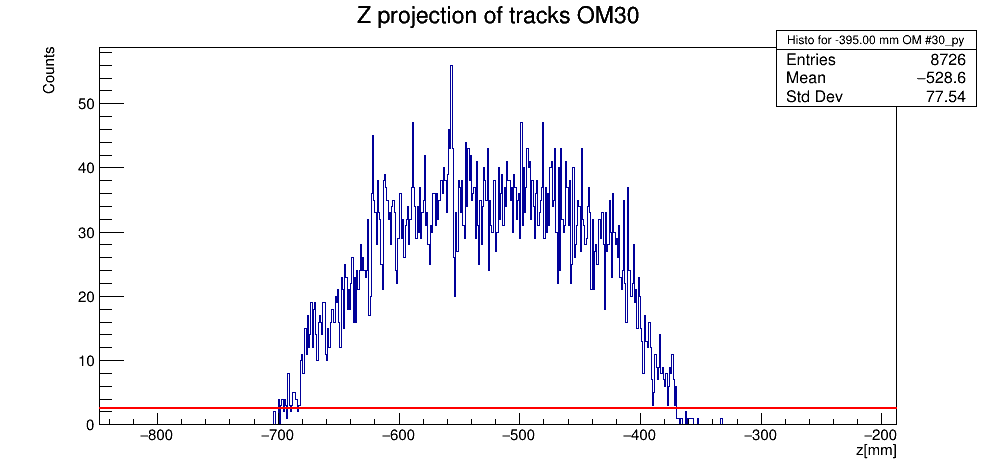 Z projection of tracks OM30
Histo for -395.00 mm OM #30_py
Entries 8726
Mean −528.6
Std Dev 77.54
Counts
50
40
30
20
10
0
−800 −700 −600 −500 −400 −300 −200
z[mm]